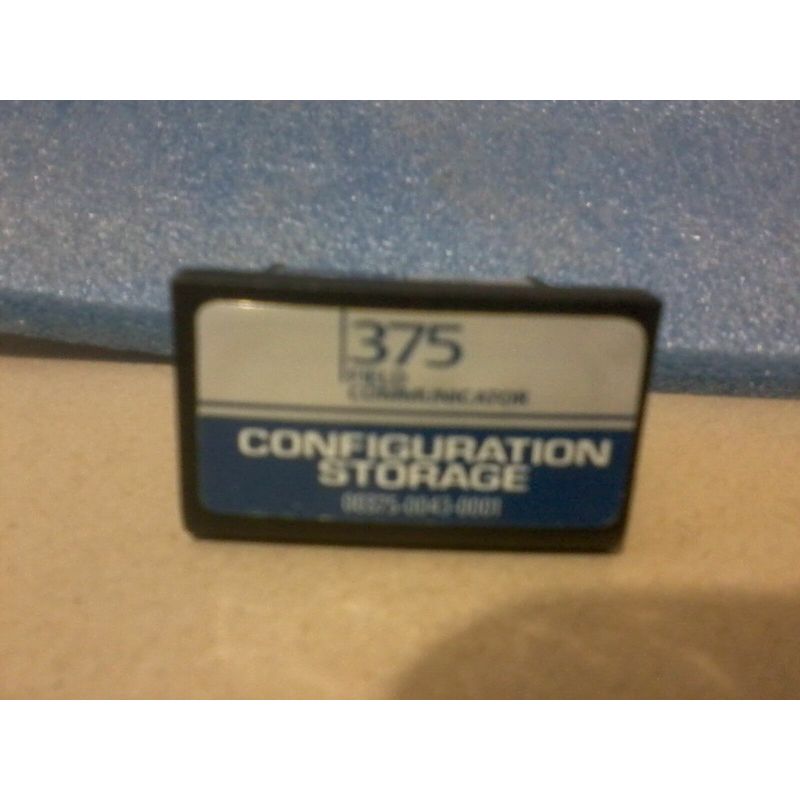 375
FIELD
COMMUNICATOR
CONFIGURATION
STORAGE
00375-0043-0001